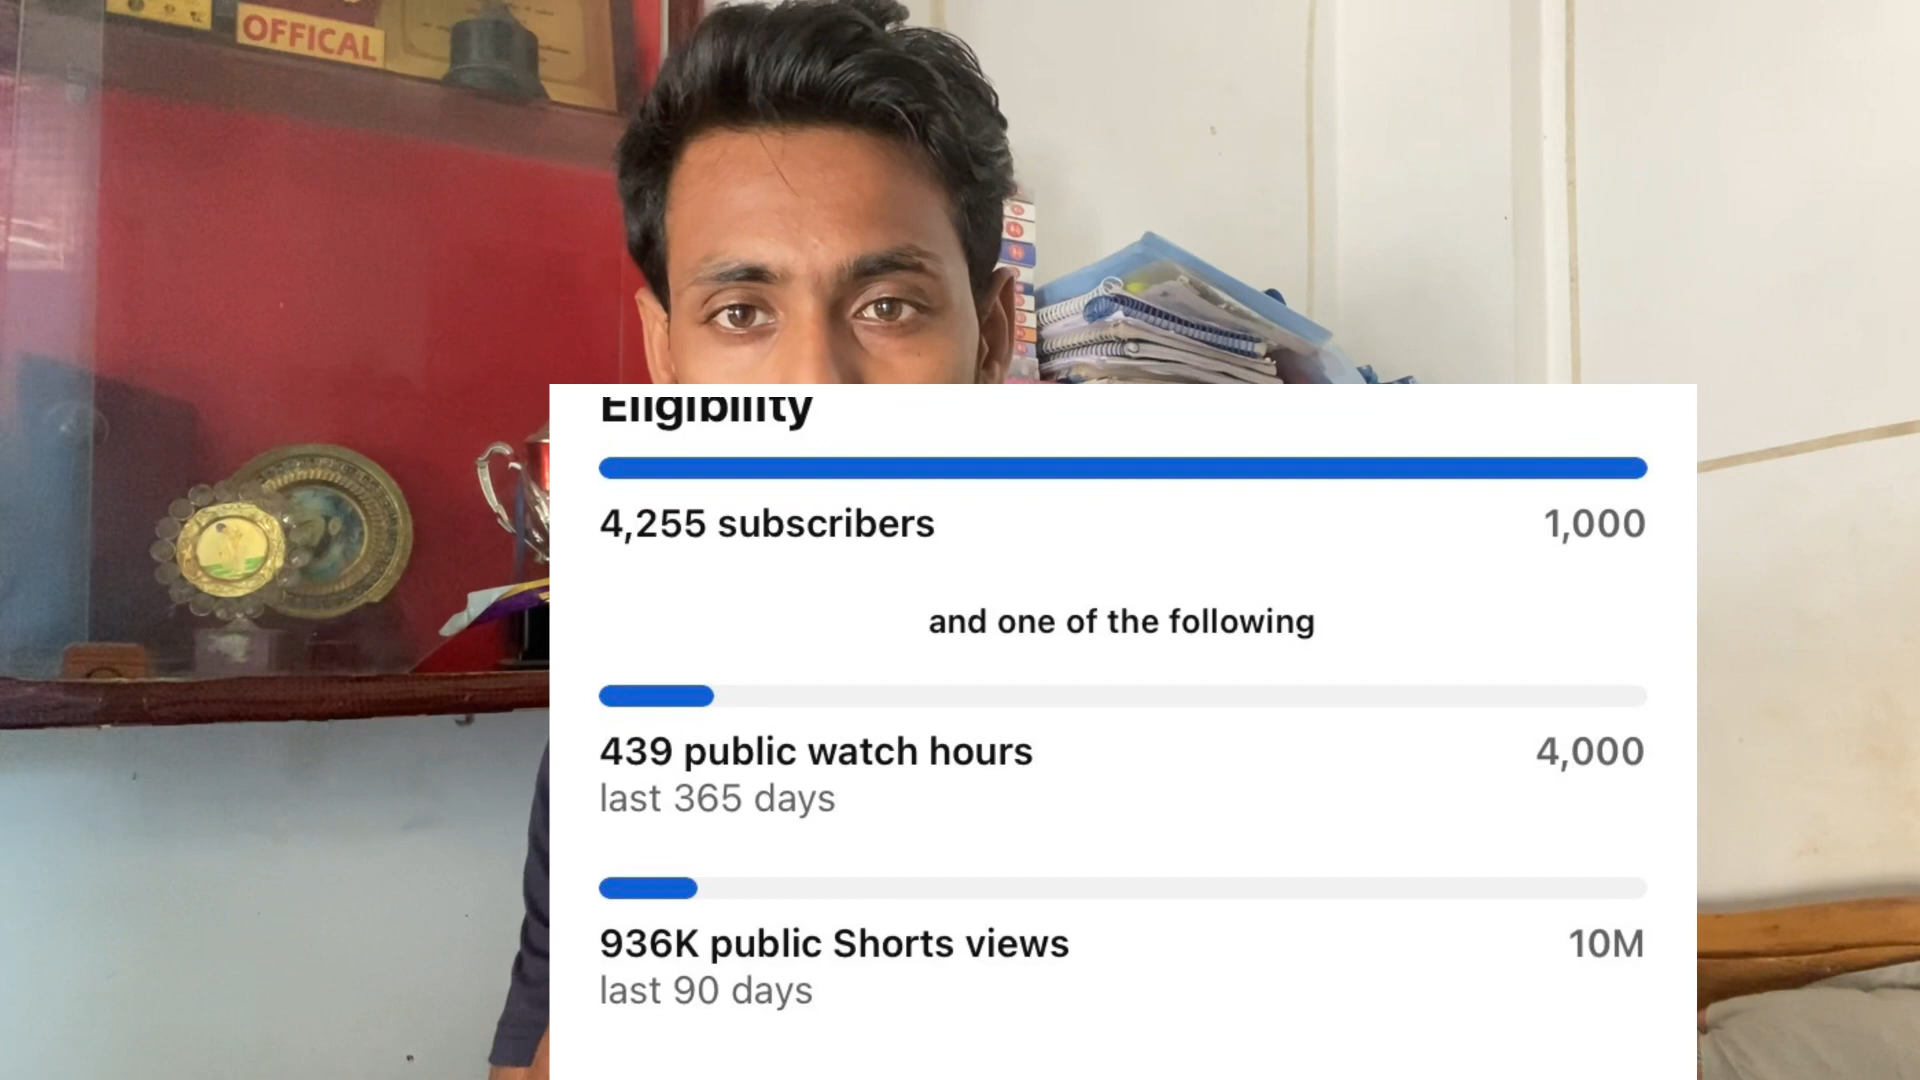 OFFICAL
Eligibility
4,255 subscribers 1,000
and one of the following
439 public watch hours 4,000
last 365 days
936K public Shorts views 10M
last 90 days